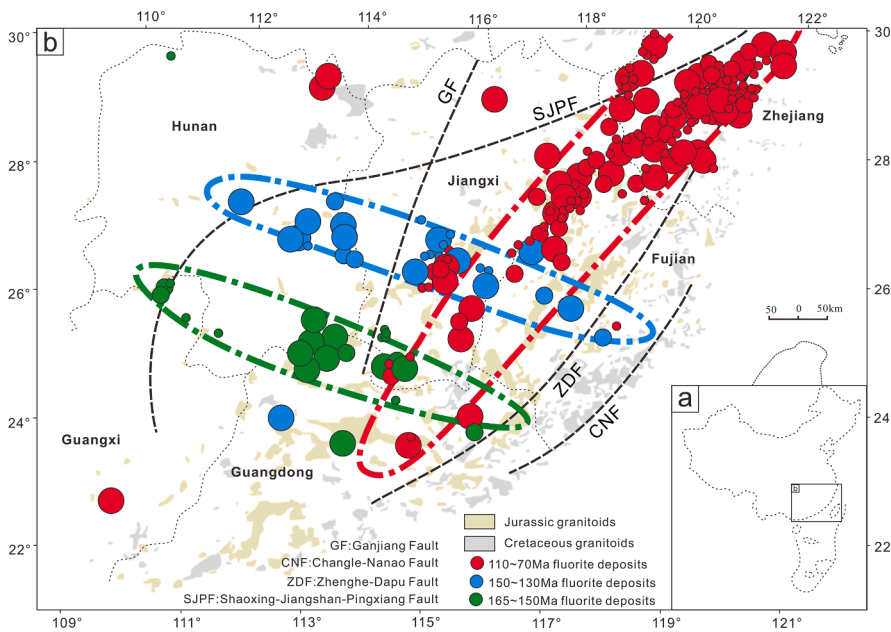 110° 112° 114° 116° 118° 120° 122°
30° 30
b
GF
SJPF
Zhejiang
Hunan
28° 28
Jiangxi
Fujian
26° 26
50 0 50km
ZDF
a
24° 24
CNF
Guangxi
Guangdong
b
Jurassic granitoids
GF:Ganjiang Fault
Cretaceous granitoids
22° 22
CNF:Changle-Nanao Fault
110~70Ma fluorite deposits
ZDF:Zhenghe-Dapu Fault
150~130Ma fluorite deposits
SJPF:Shaoxing-Jiangshan-Pingxiang Fault
165~150Ma fluorite deposits
109° 111° 113° 115° 117° 119° 121°